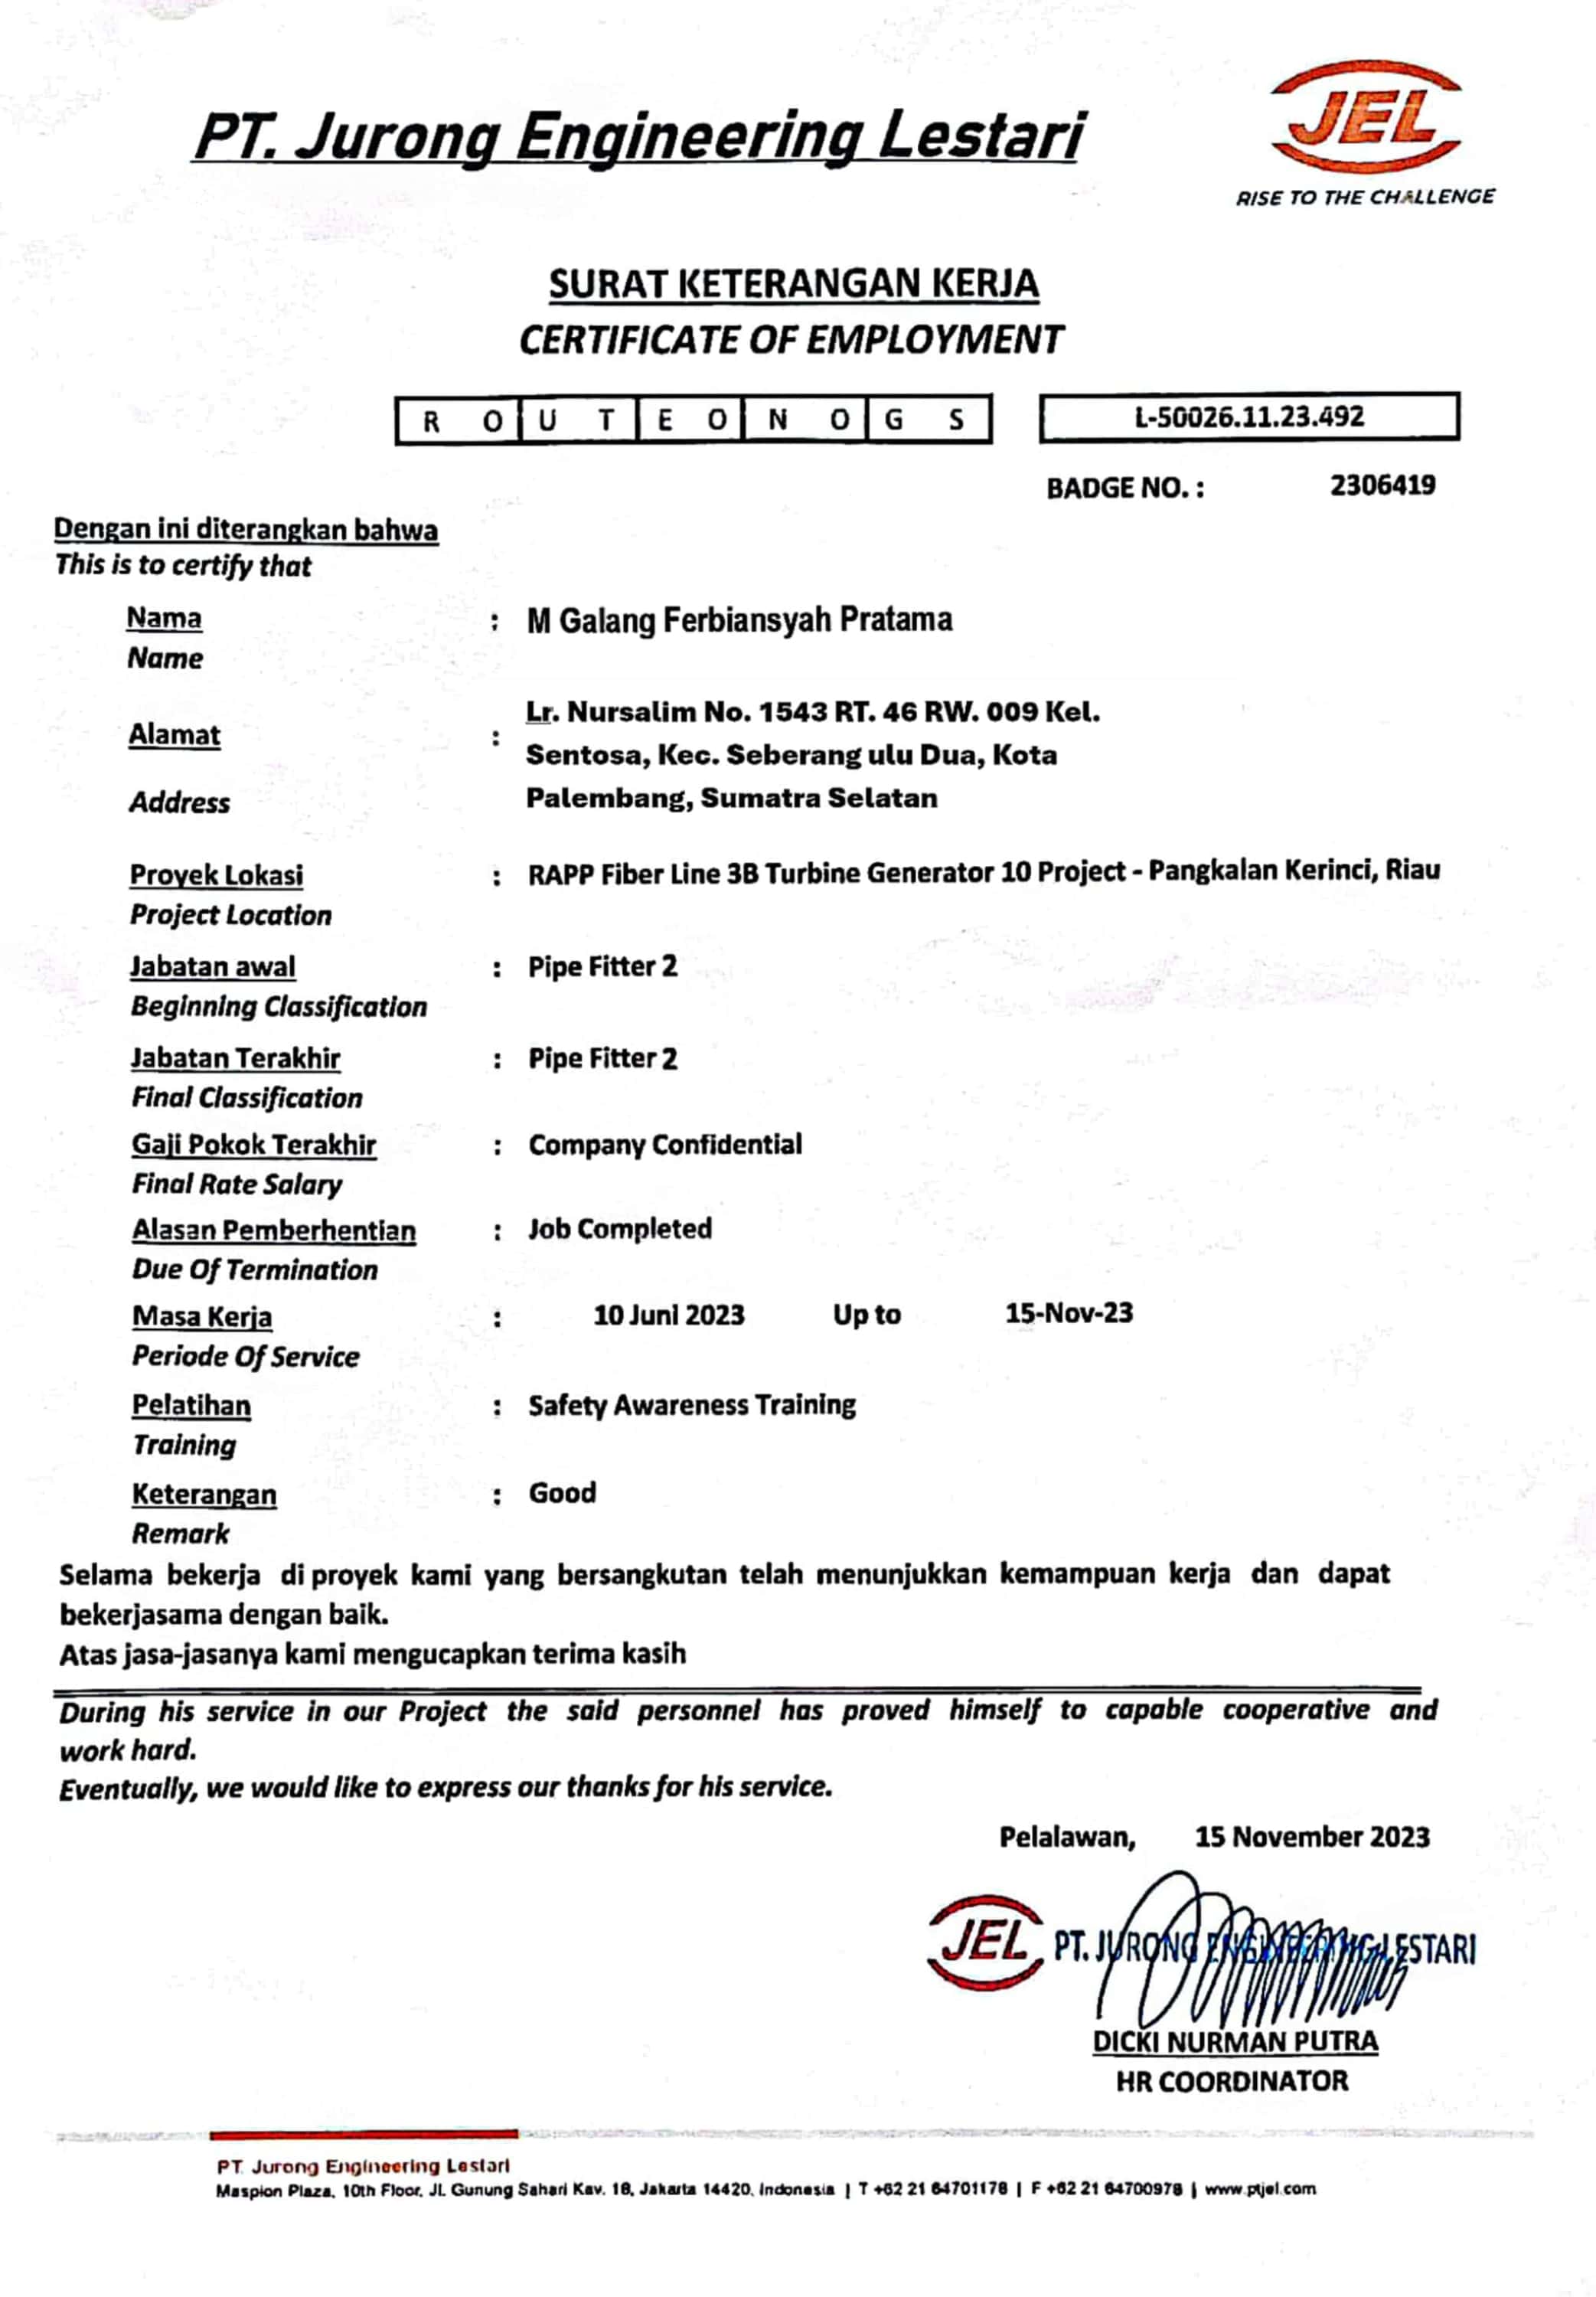 PT. Jurong Engineering Lestari
JEL
RISE TO THE CHALLENGE
SURAT KETERANGAN KERJA
CERTIFICATE OF EMPLOYMENT
R O U T E O N O G S
L-50026.11.23.492
BADGE NO. : 2306419
Dengan ini diterangkan bahwa
This is to certify that
Nama : M Galang Ferbiansyah Pratama
Name
Lr. Nursalim No. 1543 RT. 46 RW. 009 Kel.
Alamat : Sentosa, Kec. Seberang ulu Dua, Kota
Address Palembang, Sumatra Selatan
Proyek Lokasi : RAPP Fiber Line 3B Turbine Generator 10 Project - Pangkalan Kerinci, Riau
Project Location
Jabatan awal : Pipe Fitter 2
Beginning Classification
Jabatan Terakhir : Pipe Fitter 2
Final Classification
Gaji Pokok Terakhir : Company Confidential
Final Rate Salary
Alasan Pemberhentian : Job Completed
Due Of Termination
Masa Kerja : 10 Juni 2023 Up to 15-Nov-23
Periode Of Service
Pelatihan : Safety Awareness Training
Training
Keterangan : Good
Remark
Selama bekerja di proyek kami yang bersangkutan telah menunjukkan kemampuan kerja dan dapat
bekerjasama dengan baik.
Atas jasa-jasanya kami mengucapkan terima kasih
During his service in our Project the said personnel has proved himself to capable cooperative and
work hard.
Eventually, we would like to express our thanks for his service.
Pelalawan, 15 November 2023
JEL PT. JURONG ENGINEERING LESTARI
DICKI NURMAN PUTRA
HR COORDINATOR
PT. Jurong Engineering Lestari
Maspion Plaza, 10th Floor, Jl. Gunung Sahari Kav. 18, Jakarta 14420, Indonesia | T +62 21 64701178 | F +62 21 64700978 | www.ptjel.com